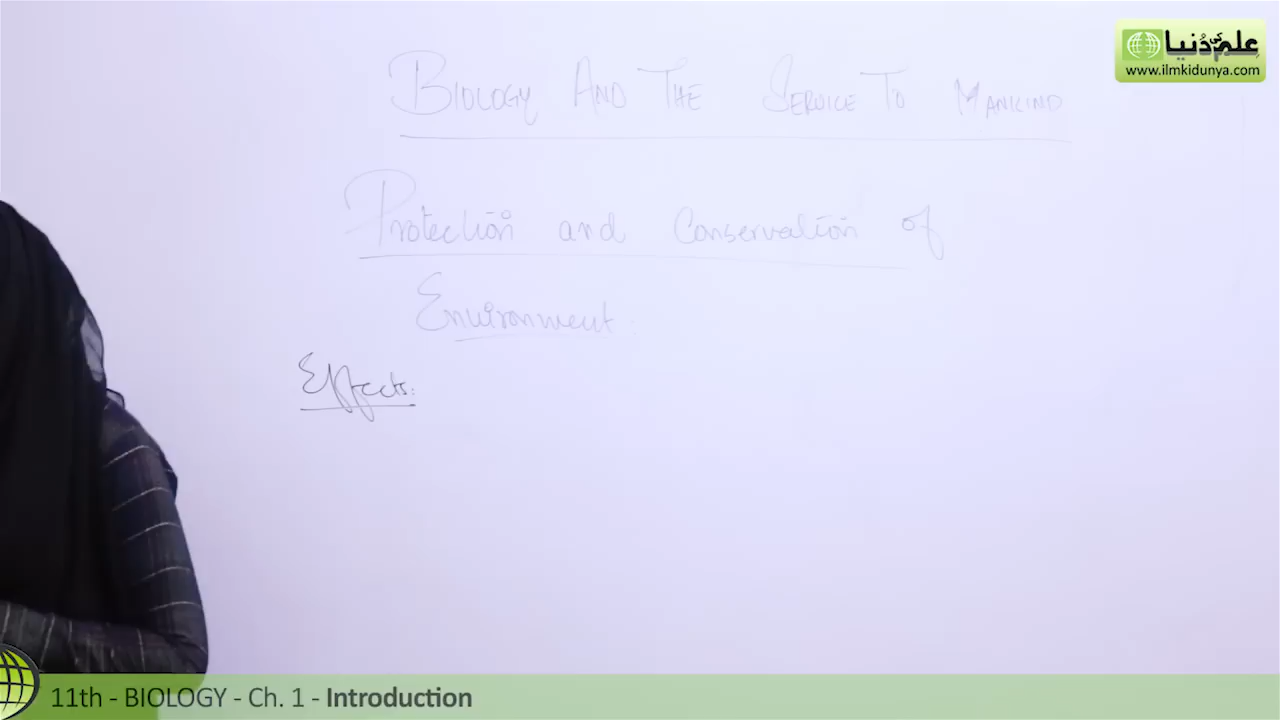 علم کی دُنیا
www.ilmkidunya.com
BIOLOGY AND THE SERVICE TO MANKIND
Protection and Conservation of
Environment.
Effects:
11th - BIOLOGY - Ch. 1 - Introduction